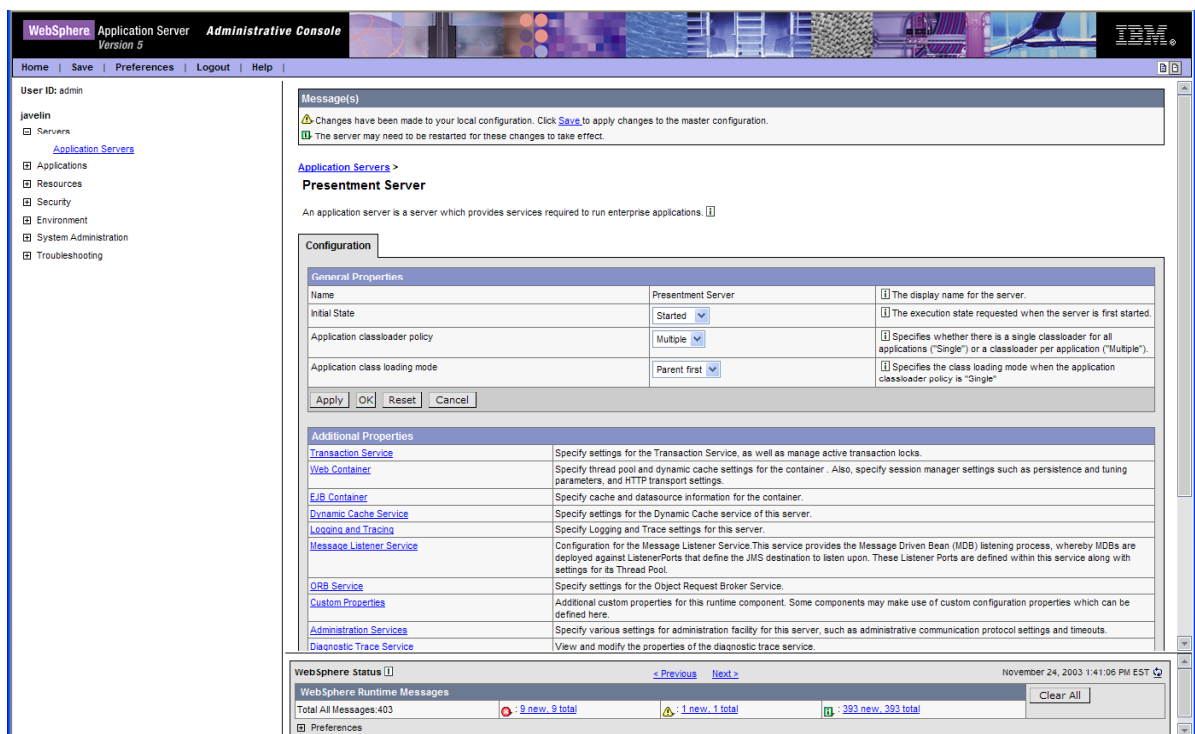 WebSphere Application Server Administrative Console
Version 5
IBM
Home | Save | Preferences | Logout | Help |
User ID: admin
javelin
Servers
Application Servers
Applications
Resources
Security
Environment
System Administration
Troubleshooting
Message(s)
Changes have been made to your local configuration. Click Save to apply changes to the master configuration.
The server may need to be restarted for these changes to take effect.
Application Servers >
Presentment Server
An application server is a server which provides services required to run enterprise applications.
Configuration
General Properties
Name Presentment Server The display name for the server.
Initial State Started The execution state requested when the server is first started.
Application classloader policy Multiple Specifies whether there is a single classloader for all
applications ("Single") or a classloader per application ("Multiple").
Application class loading mode Parent first Specifies the class loading mode when the application
classloader policy is "Single"
Apply OK Reset Cancel
Additional Properties
Transaction Service Specify settings for the Transaction Service, as well as manage active transaction locks.
Web Container Specify thread pool and dynamic cache settings for the container . Also, specify session manager settings such as persistence and tuning
parameters, and HTTP transport settings.
EJB Container Specify cache and datasource information for the container.
Dynamic Cache Service Specify settings for the Dynamic Cache service of this server.
Logging and Tracing Specify Logging and Trace settings for this server.
Message Listener Service Configuration for the Message Listener Service.This service provides the Message Driven Bean (MDB) listening process, whereby MDBs are
deployed against ListenerPorts that define the JMS destination to listen upon. These Listener Ports are defined within this service along with
settings for its Thread Pool.
ORB Service Specify settings for the Object Request Broker Service.
Custom Properties Additional custom properties for this runtime component. Some components may make use of custom configuration properties which can be
defined here.
Administration Services Specify various settings for administration facility for this server, such as administrative communication protocol settings and timeouts.
Diagnostic Trace Service View and modify the properties of the diagnostic trace service.
WebSphere Status < Previous Next > November 24, 2003 1:41:06 PM EST
WebSphere Runtime Messages Clear All
Total All Messages:403 : 9 new, 9 total : 1 new, 1 total : 393 new, 393 total
Preferences